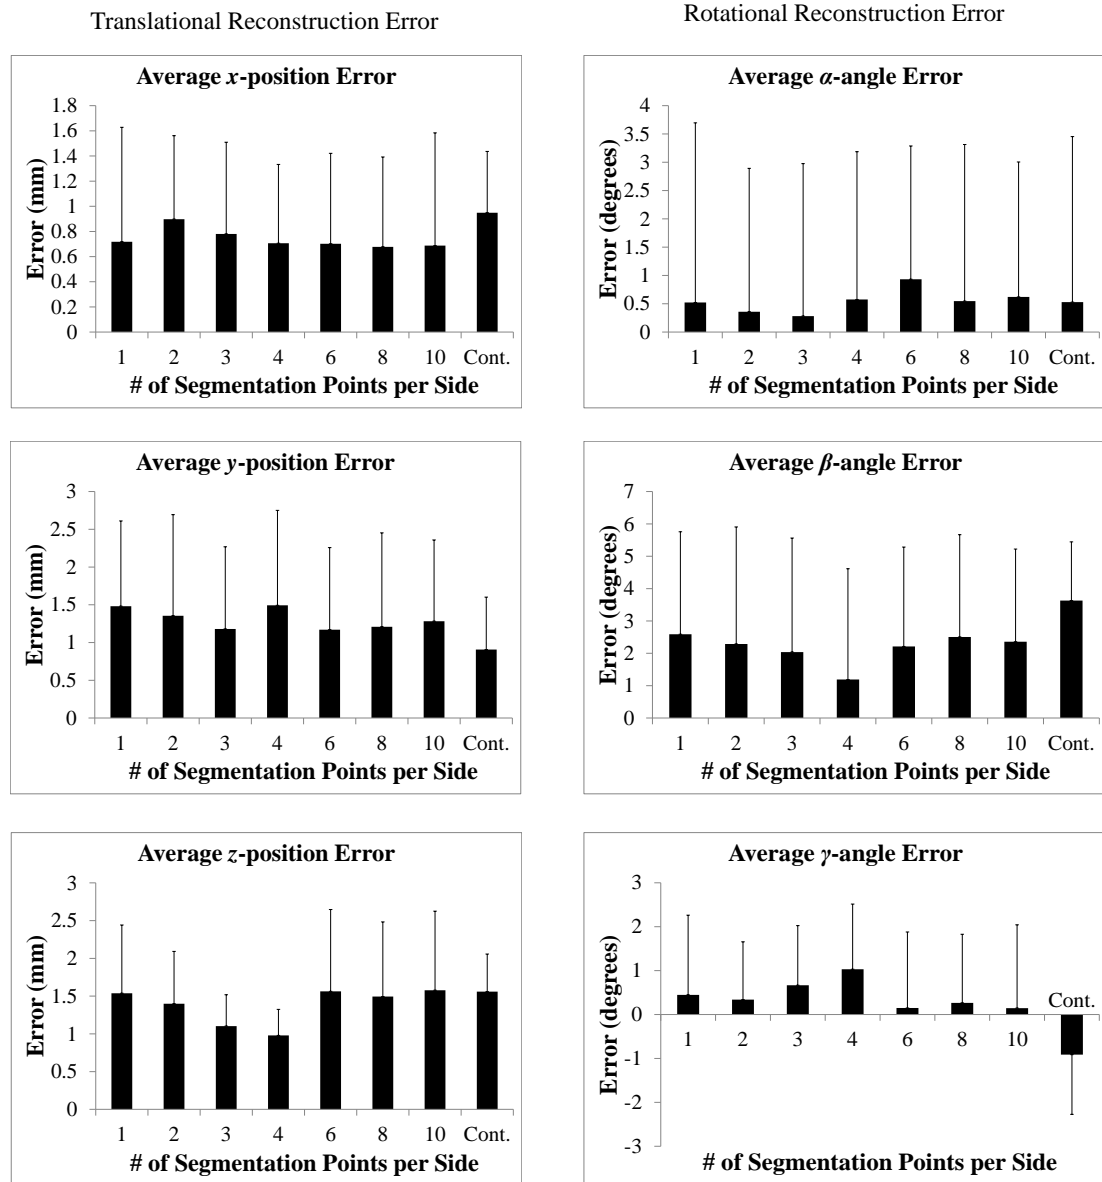 Translational Reconstruction Error
Rotational Reconstruction Error
Average x-position Error
Error (mm)
1.8
1.6
1.4
1.2
1
0.8
0.6
0.4
0.2
0
1 2 3 4 6 8 10 Cont.
# of Segmentation Points per Side
Average α-angle Error
Error (degrees)
4
3.5
3
2.5
2
1.5
1
0.5
0
1 2 3 4 6 8 10 Cont.
# of Segmentation Points per Side
Average y-position Error
Error (mm)
3
2.5
2
1.5
1
0.5
0
1 2 3 4 6 8 10 Cont.
# of Segmentation Points per Side
Average β-angle Error
Error (degrees)
7
6
5
4
3
2
1
0
1 2 3 4 6 8 10 Cont.
# of Segmentation Points per Side
Average z-position Error
Error (mm)
3
2.5
2
1.5
1
0.5
0
1 2 3 4 6 8 10 Cont.
# of Segmentation Points per Side
Average γ-angle Error
Error (degrees)
3
2
1
0
-1
-2
-3
1 2 3 4 6 8 10 Cont.
# of Segmentation Points per Side